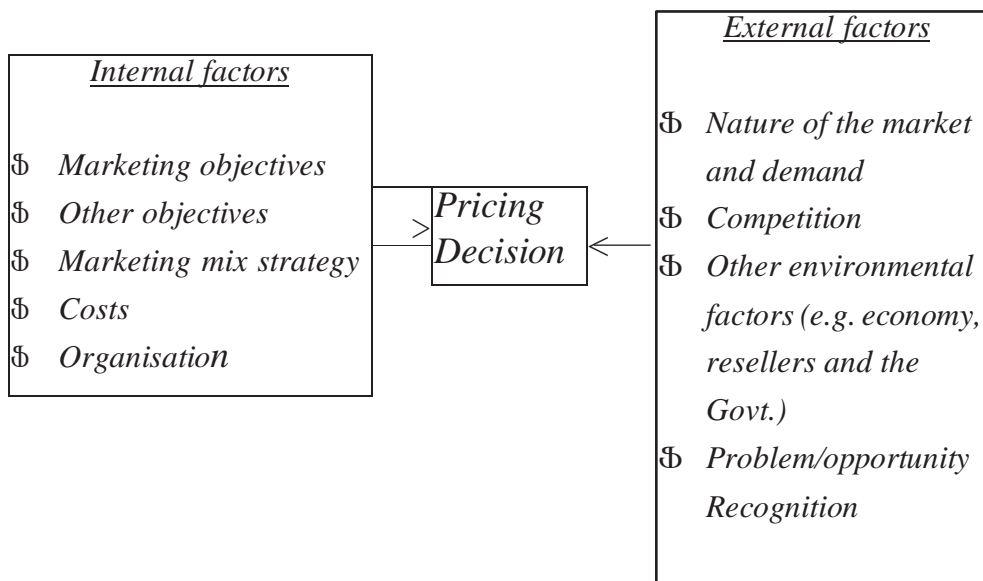 Internal factors
Marketing objectives
Other objectives
Marketing mix strategy
Costs
Organisation
Pricing
Decision
External factors
Nature of the market
and demand
Competition
Other environmental
factors (e.g. economy,
resellers and the
Govt.)
Problem/opportunity
Recognition